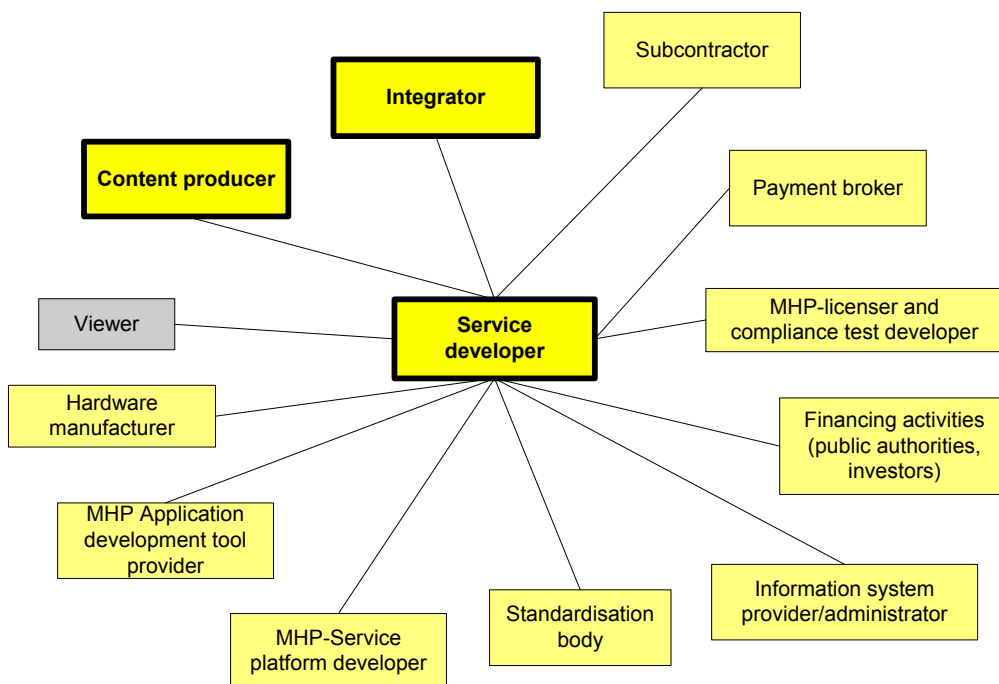 Subcontractor
Integrator
Content producer
Payment broker
Viewer
Service
developer
MHP-licenser and
compliance test developer
Hardware
manufacturer
Financing activities
(public authorities,
investors)
MHP Application
development tool
provider
Information system
provider/administrator
Standardisation
body
MHP-Service
platform developer